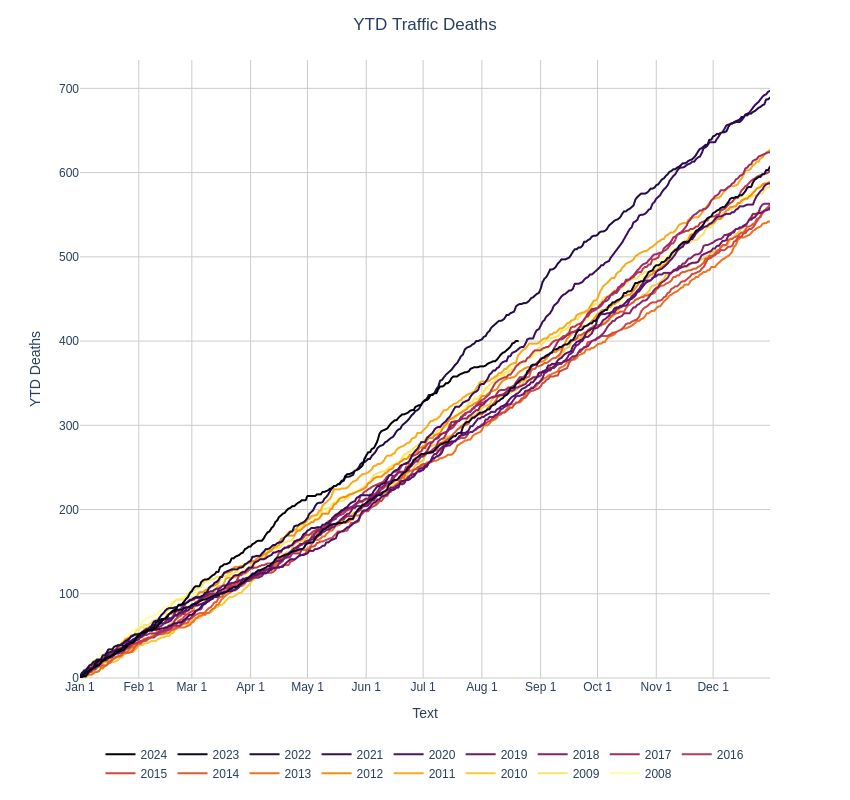 YTD Traffic Deaths
700
600
500
400
300
200
100
0
YTD Deaths
Jan 1 Feb 1 Mar 1 Apr 1 May 1 Jun 1 Jul 1 Aug 1 Sep 1 Oct 1 Nov 1 Dec 1
Text
2024 2023 2022 2021 2020 2019 2018 2017 2016
2015 2014 2013 2012 2011 2010 2009 2008